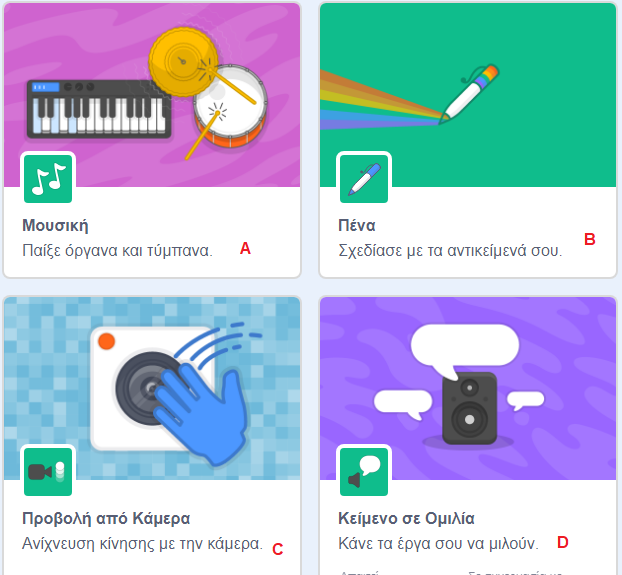 Μουσική
Παίξε όργανα και τύμπανα. A
Πένα
Σχεδίασε με τα αντικείμενά σου. B
Προβολή από Κάμερα
Ανίχνευση κίνησης με την κάμερα. C
Κείμενο σε Ομιλία
Κάνε τα έργα σου να μιλούν. D